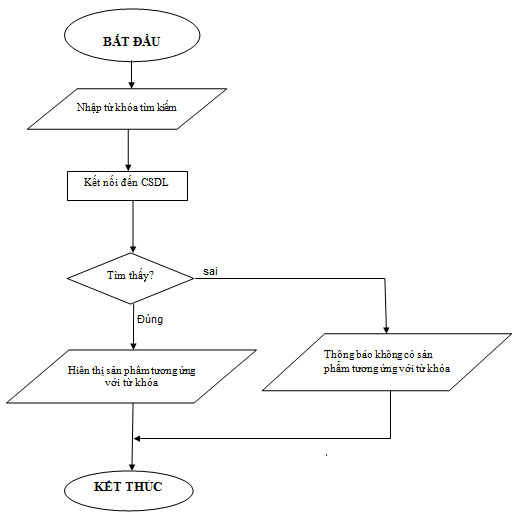 BẮT ĐẦU
Nhập từ khóa tìm kiếm
Kết nối đến CSDL
Tìm thấy?
sai
Đúng
Hiển thị sản phẩm tương ứng
với từ khóa
Thông báo không có sản
phẩm tương ứng với từ khóa
KẾT THÚC